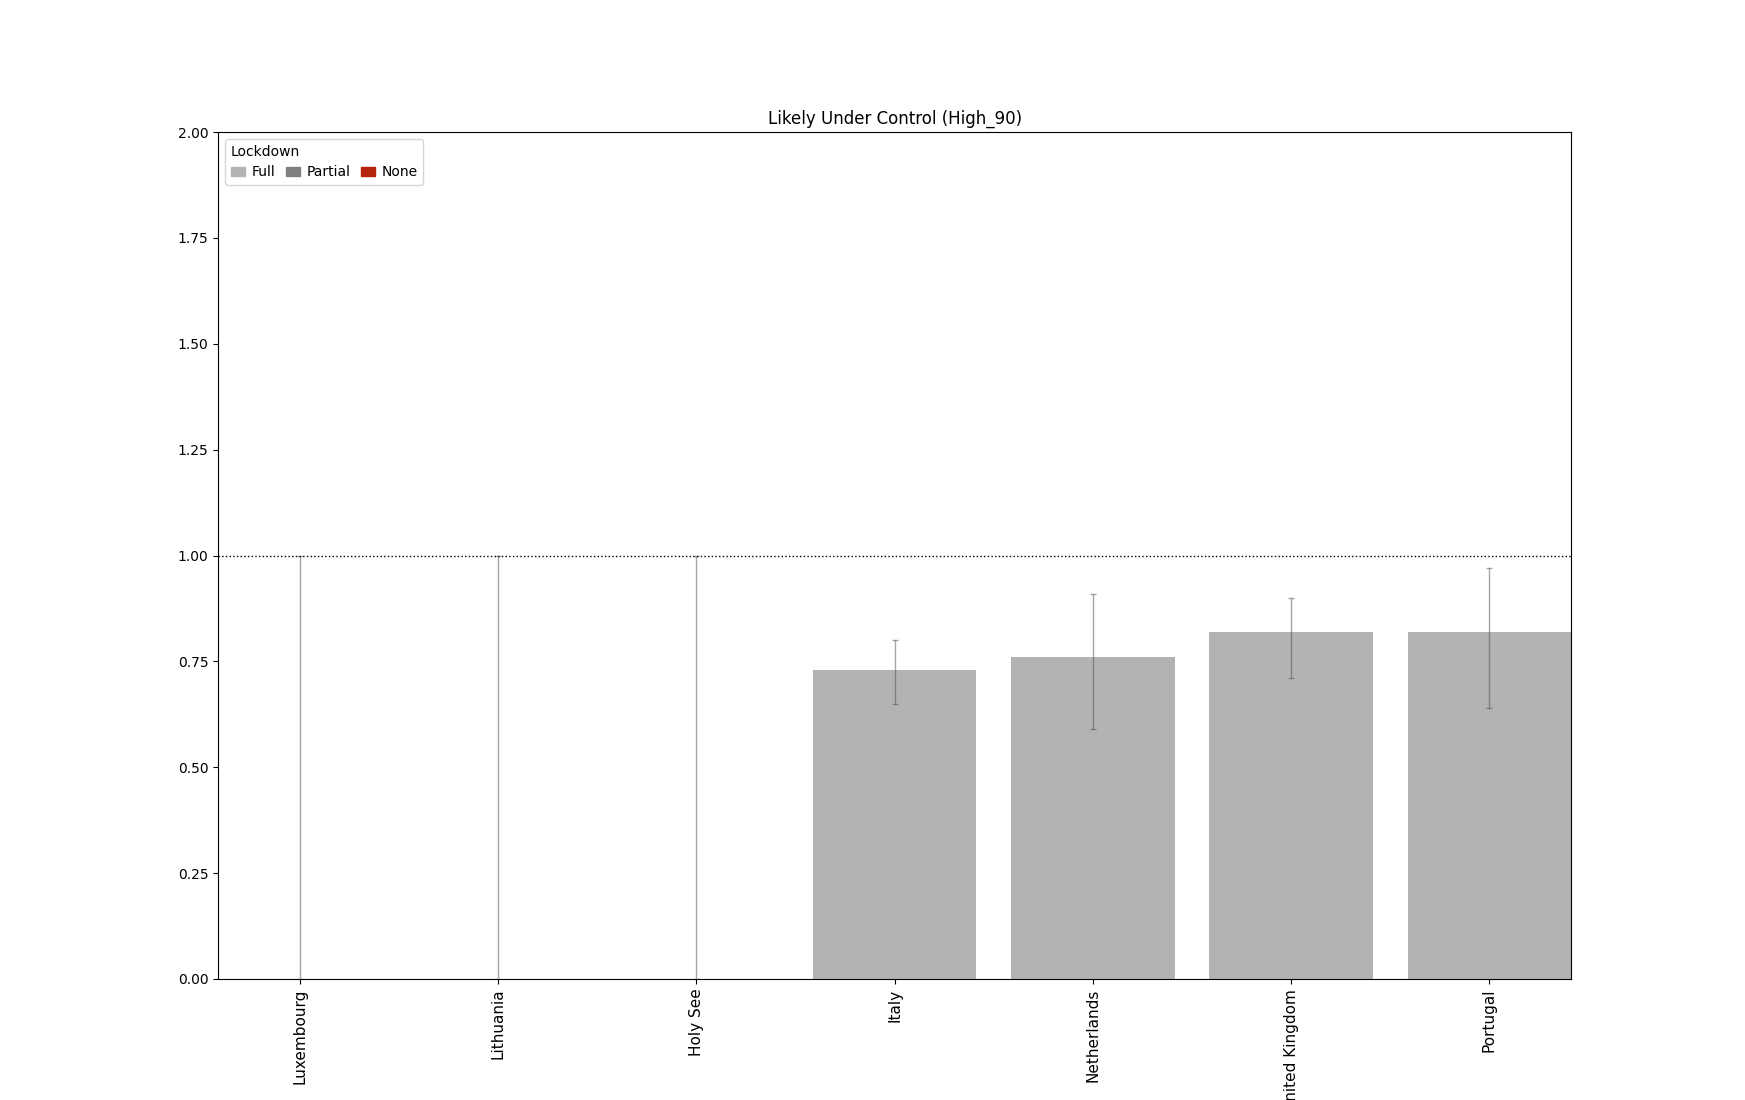 Likely Under Control (High_90)
2.00
Lockdown
Full Partial None
1.75
1.50
1.25
1.00
0.75
0.50
0.25
0.00
Luxembourg
Lithuania
Holy See
Italy
Netherlands
nited Kingdom
Portugal